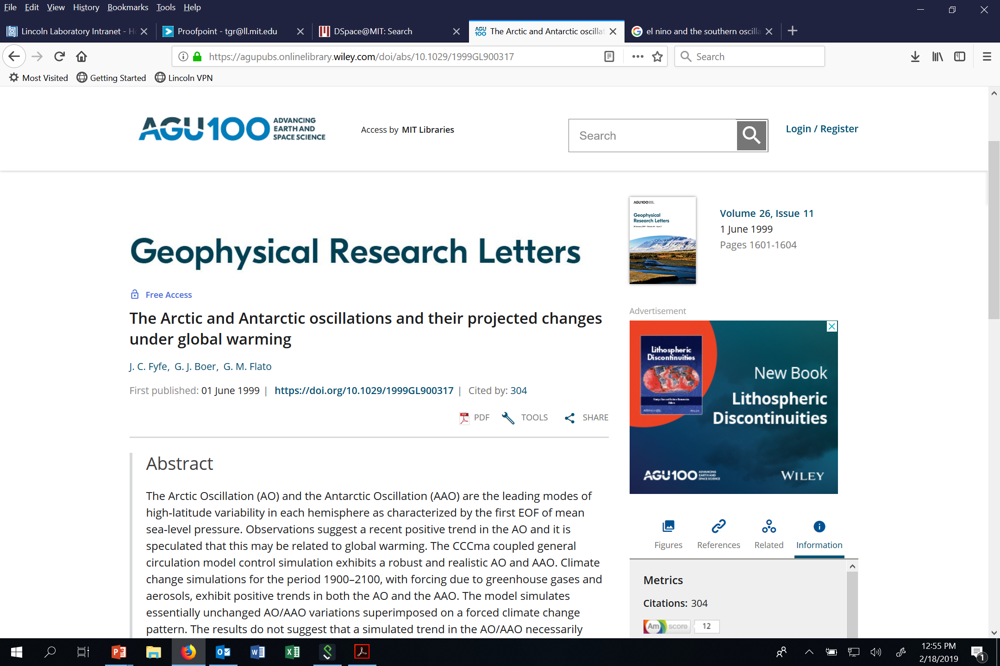 File Edit View History Bookmarks Tools Help
Lincoln Laboratory Intranet - H
Proofpoint - tgr@ll.mit.edu
DSpace@MIT: Search
AGU 100 The Arctic and Antarctic oscillat
el nino and the southern oscilla
https://agupubs.onlinelibrary.wiley.com/doi/abs/10.1029/1999GL900317
Search
Most Visited Getting Started Lincoln VPN
AGU100 ADVANCING EARTH AND SPACE SCIENCE
Access by MIT Libraries
Search
Login / Register
Geophysical Research Letters
AGU100
Geophysical
Research Letters
Volume 26, Issue 11
1 June 1999
Pages 1601-1604
Free Access
The Arctic and Antarctic oscillations and their projected changes
under global warming
J. C. Fyfe, G. J. Boer, G. M. Flato
First published: 01 June 1999 | https://doi.org/10.1029/1999GL900317 | Cited by: 304
PDF TOOLS SHARE
Abstract
The Arctic Oscillation (AO) and the Antarctic Oscillation (AAO) are the leading modes of
high-latitude variability in each hemisphere as characterized by the first EOF of mean
sea-level pressure. Observations suggest a recent positive trend in the AO and it is
speculated that this may be related to global warming. The CCCma coupled general
circulation model control simulation exhibits a robust and realistic AO and AAO. Climate
change simulations for the period 1900–2100, with forcing due to greenhouse gases and
aerosols, exhibit positive trends in both the AO and the AAO. The model simulates
essentially unchanged AO/AAO variations superimposed on a forced climate change
pattern. The results do not suggest that a simulated trend in the AO/AAO necessarily
Advertisement
Lithospheric
Discontinuities
WILEY
New Book
Lithospheric
Discontinuities
AGU100 ADVANCING EARTH AND SPACE SCIENCE
WILEY
Figures References Related Information
Metrics
Citations: 304
Am score 12
12:55 PM
2/18/2019
1